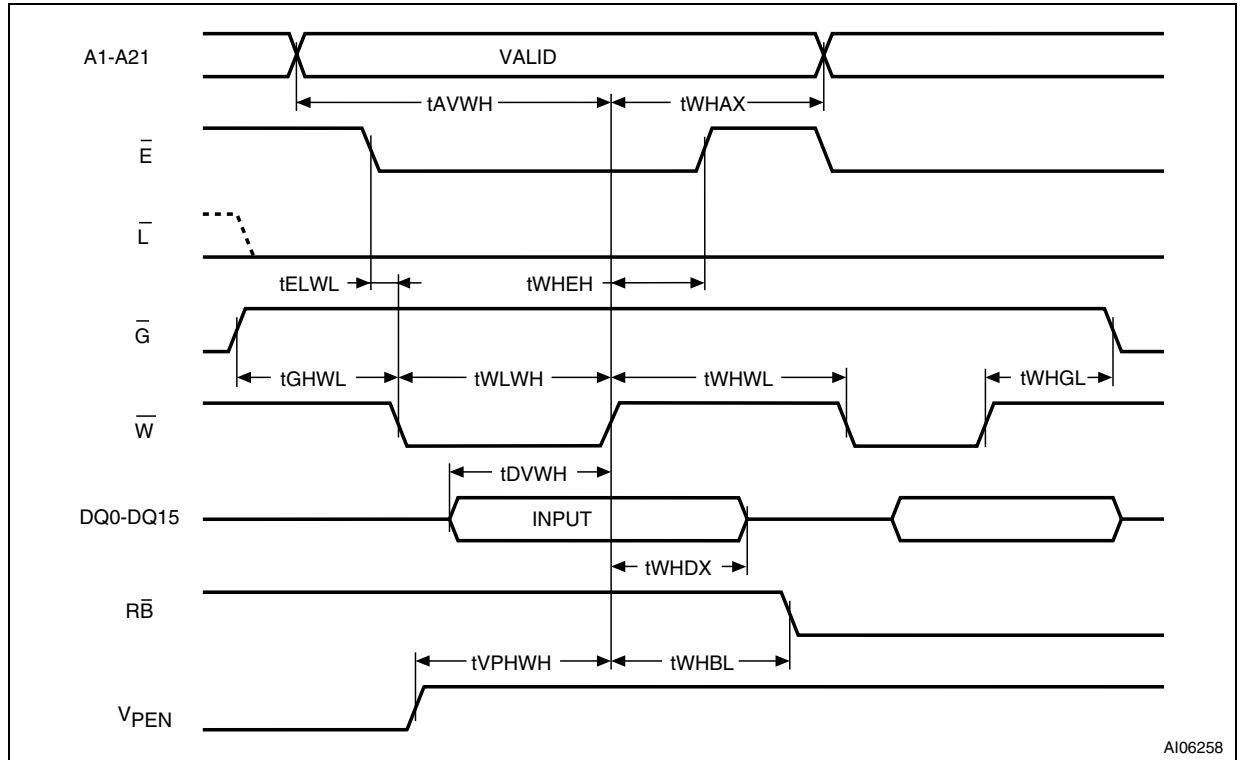 A1-A21
VALID
tAVWH
tWHAX
E̅
L̅
tELWL
tWHEH
G̅
tGHWL
tWLWH
tWHWL
tWHGL
W̅
tDVWH
DQ0-DQ15
INPUT
tWHDX
RB̅
tVPHWH
tWHBL
VPEN
AI06258